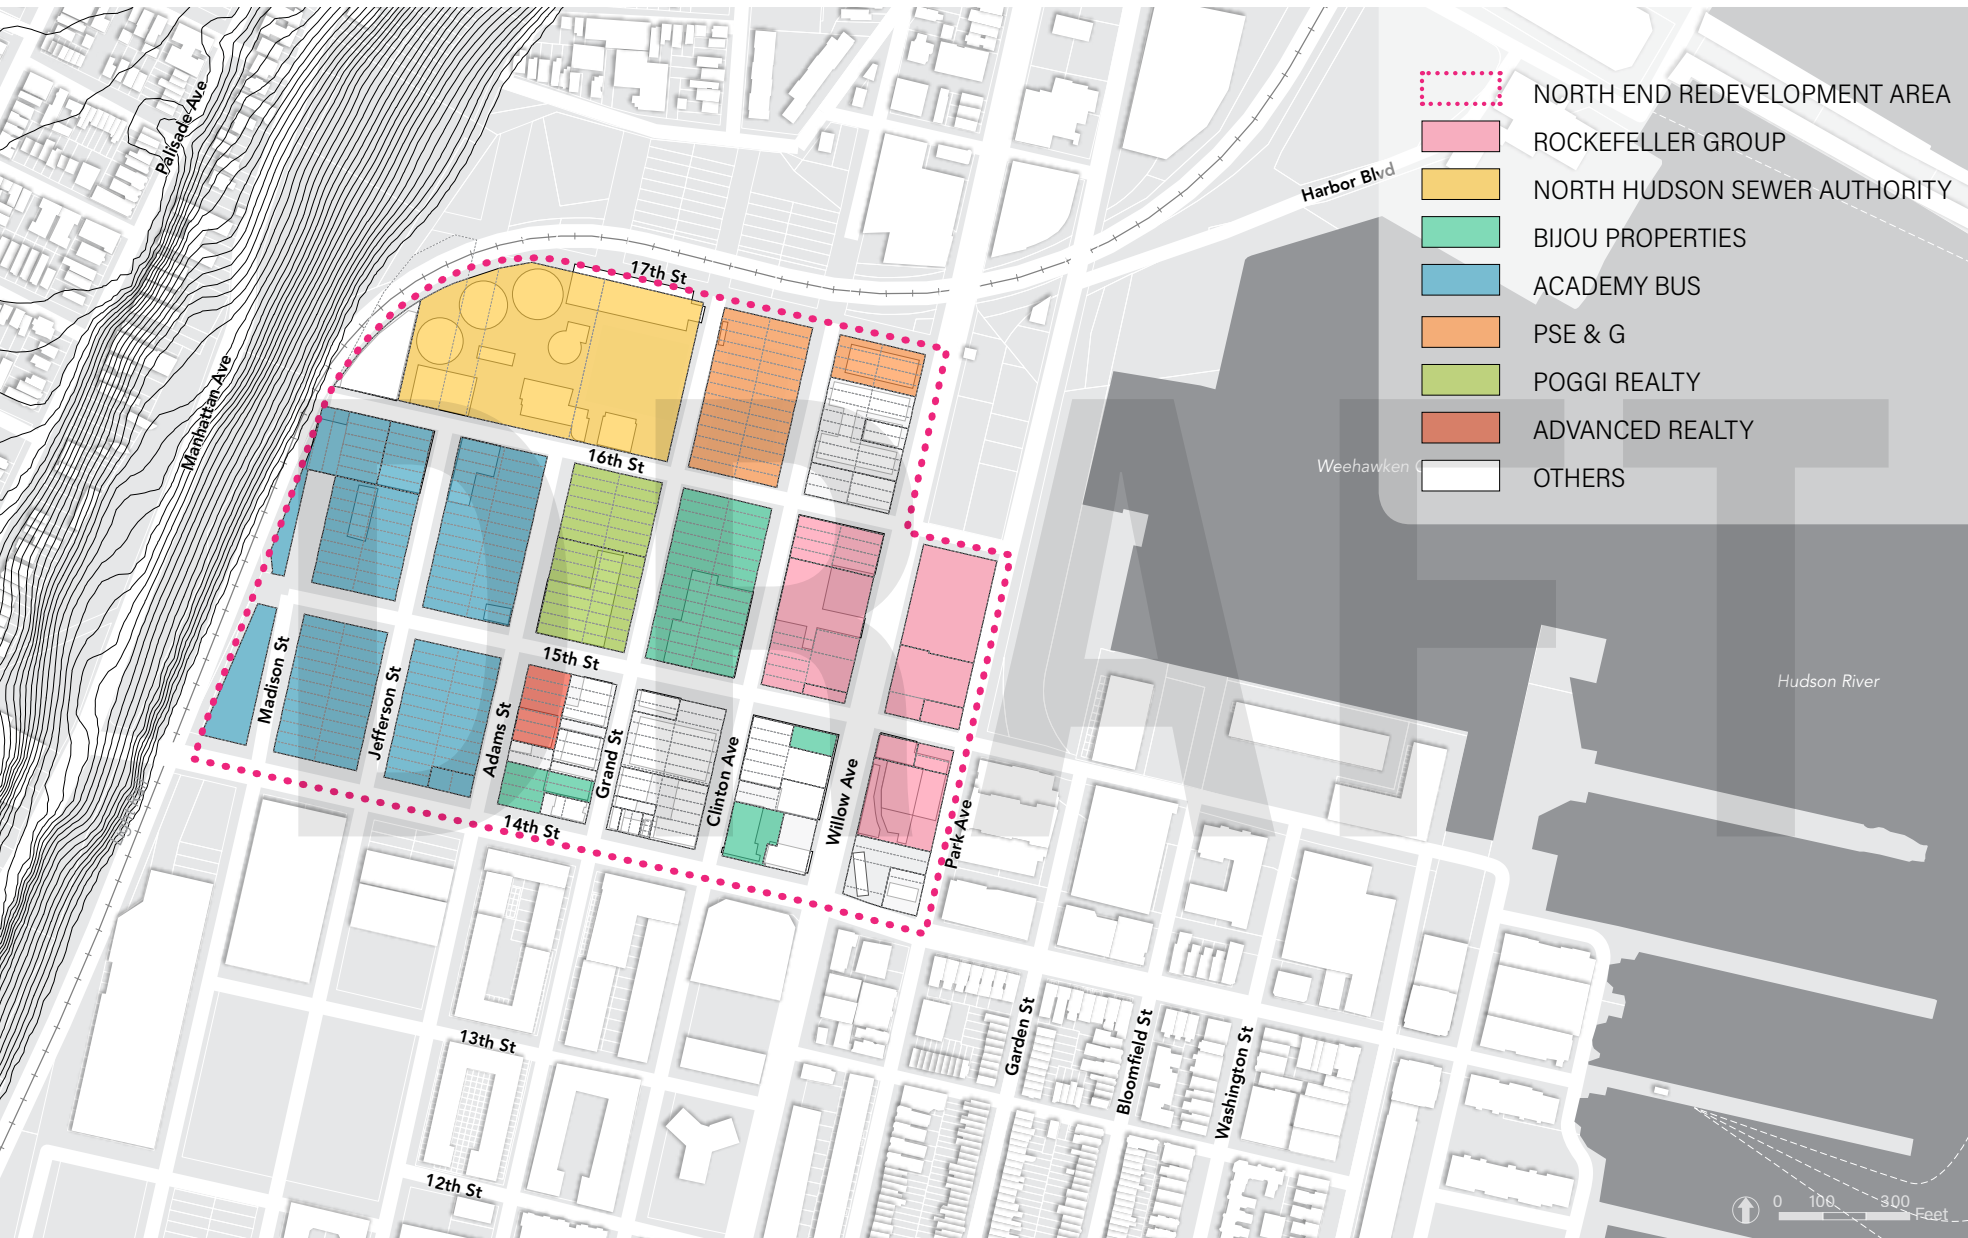 NORTH END REDEVELOPMENT AREA
ROCKEFELLER GROUP
NORTH HUDSON SEWER AUTHORITY
BIJOU PROPERTIES
ACADEMY BUS
PSE & G
POGGI REALTY
ADVANCED REALTY
OTHERS
Palisade Ave
Harbor Blvd
17th St
Manhattan Ave
16th St
Weehawken
DRAFT
15th St
Hudson River
Madison St
Jefferson St
Adams St
Grand St
Clinton Ave
Willow Ave
Park Ave
14th St
13th St
Garden St
Bloomfield St
Washington St
12th St
0 100 300
Feet